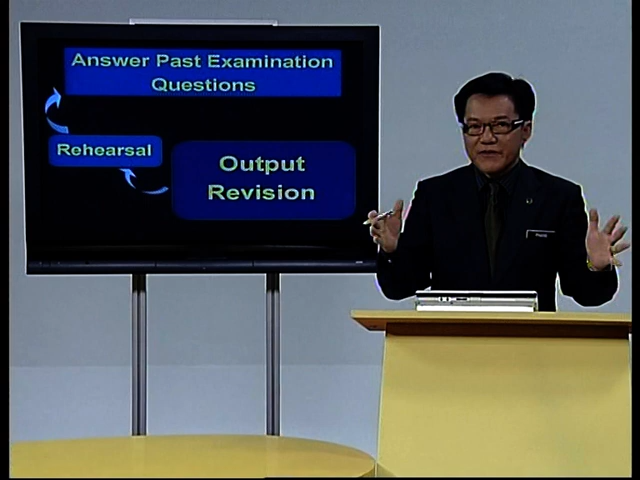 Answer Past Examination
Questions
Rehearsal
Output
Revision